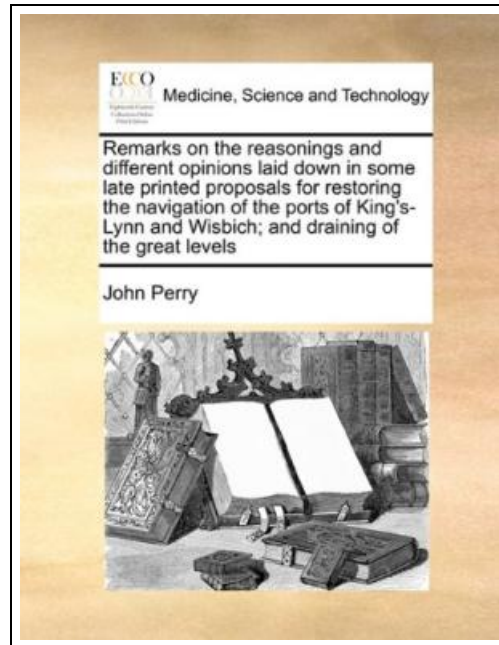 ECCO
Medicine, Science and Technology
Remarks on the reasonings and
different opinions laid down in some
late printed proposals for restoring
the navigation of the ports of King's-
Lynn and Wisbich; and draining of
the great levels
John Perry